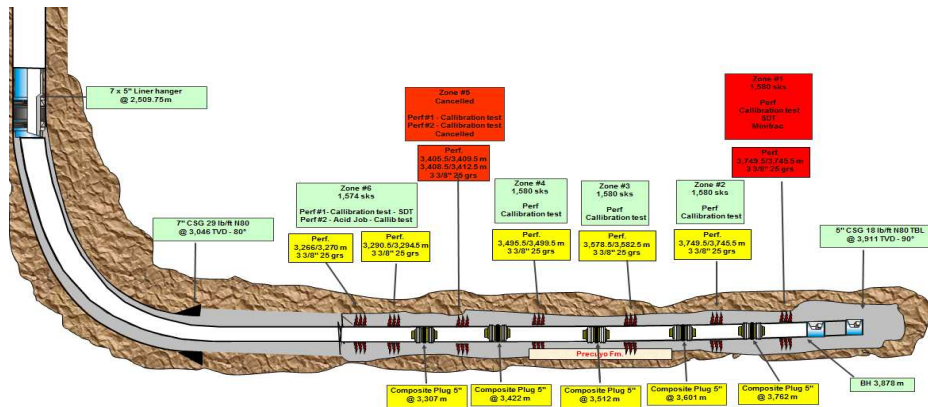 7 x 5" Liner hanger
@ 2,509.75m
7" CSG 29 lb/ft N80
@ 3,046 TVD - 80°
Zone #6
1,574 sks
Perf #1- Callibration test - SDT
Perf #2 - Acid Job - Callib test
Perf.
3,266/3,270 m
3 3/8" 25 grs
Perf.
3,290.5/3,294.5 m
3 3/8" 25 grs
Zone #5
Cancelled
Perf #1 - Callibration test
Perf #2 - Callibration test
Cancelled
Perf.
3,405.5/3,409.5 m
3,408.5/3,412.5 m
3 3/8" 25 grs
Zone #4
1,580 sks
Perf
Callibration test
Perf.
3,495.5/3,499.5 m
3 3/8" 25 grs
Zone #3
1,580 sks
Perf
Callibration test
Perf.
3,578.5/3,582.5 m
3 3/8" 25 grs
Zone #2
1,580 sks
Perf
Callibration test
Perf.
3,749.5/3,745.5 m
3 3/8" 25 grs
Zone #1
1,580 sks
Perf
Callibration test
SDT
Minifrac
Perf.
3,749.5/3,745.5 m
3 3/8" 25 grs
5" CSG 18 lb/ft N80 TBL
@ 3,911 TVD - 90°
Precuyo Fm.
Composite Plug 5"
@ 3,307 m
Composite Plug 5"
@ 3,422 m
Composite Plug 5"
@ 3,512 m
Composite Plug 5"
@ 3,601 m
Composite Plug 5"
@ 3,762 m
BH 3,878 m